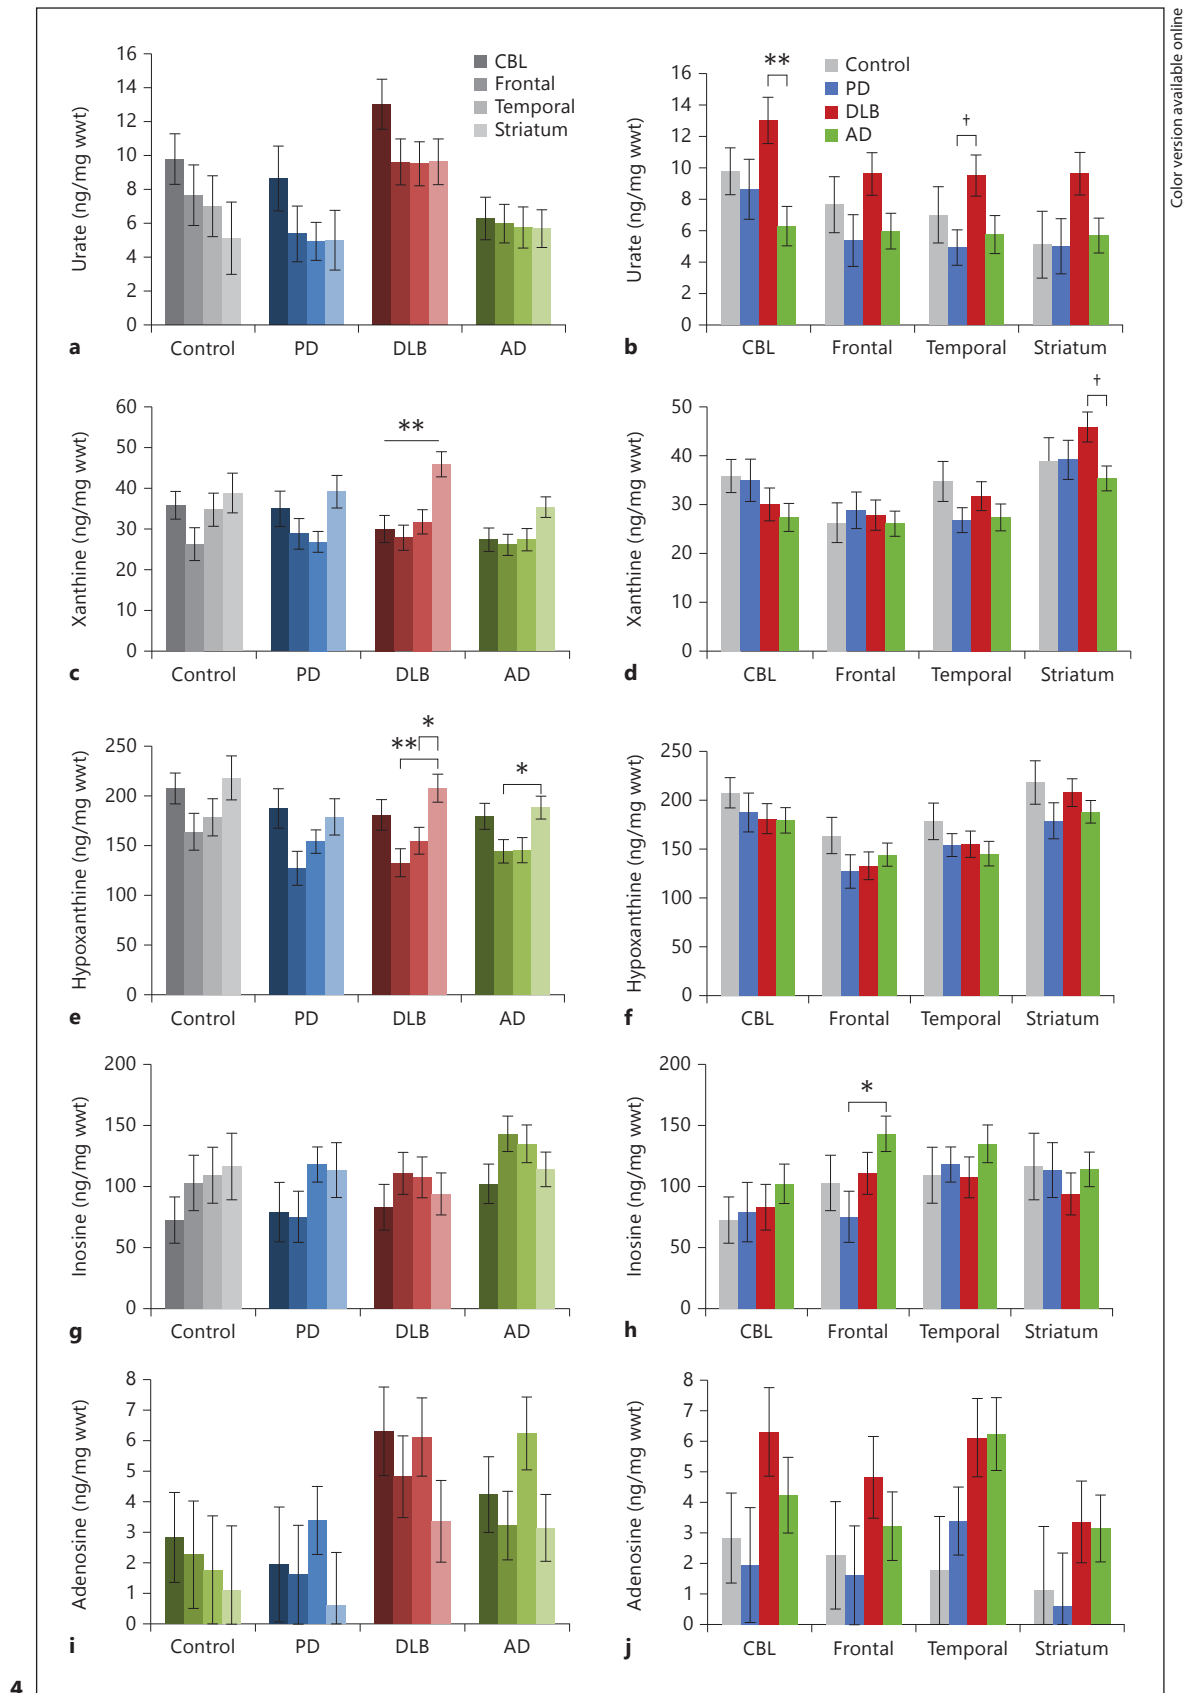 Color version available online
16
14
12
10
8
6
4
2
0
Urate (ng/mg wwt)
CBL
Frontal
Temporal
Striatum
a
Control
PD
DLB
AD
16
14
12
10
8
6
4
2
0
Urate (ng/mg wwt)
Control
PD
DLB
AD
**
†
b
CBL
Frontal
Temporal
Striatum
60
50
40
30
20
10
0
Xanthine (ng/mg wwt)
**
c
Control
PD
DLB
AD
50
40
30
20
10
0
Xanthine (ng/mg wwt)
†
d
CBL
Frontal
Temporal
Striatum
250
200
150
100
50
0
Hypoxanthine (ng/mg wwt)
**
*
*
e
Control
PD
DLB
AD
250
200
150
100
50
0
Hypoxanthine (ng/mg wwt)
f
CBL
Frontal
Temporal
Striatum
200
150
100
50
0
Inosine (ng/mg wwt)
g
Control
PD
DLB
AD
200
150
100
50
0
Inosine (ng/mg wwt)
*
h
CBL
Frontal
Temporal
Striatum
8
7
6
5
4
3
2
1
0
Adenosine (ng/mg wwt)
i
Control
PD
DLB
AD
8
7
6
5
4
3
2
1
0
Adenosine (ng/mg wwt)
j
CBL
Frontal
Temporal
Striatum
4